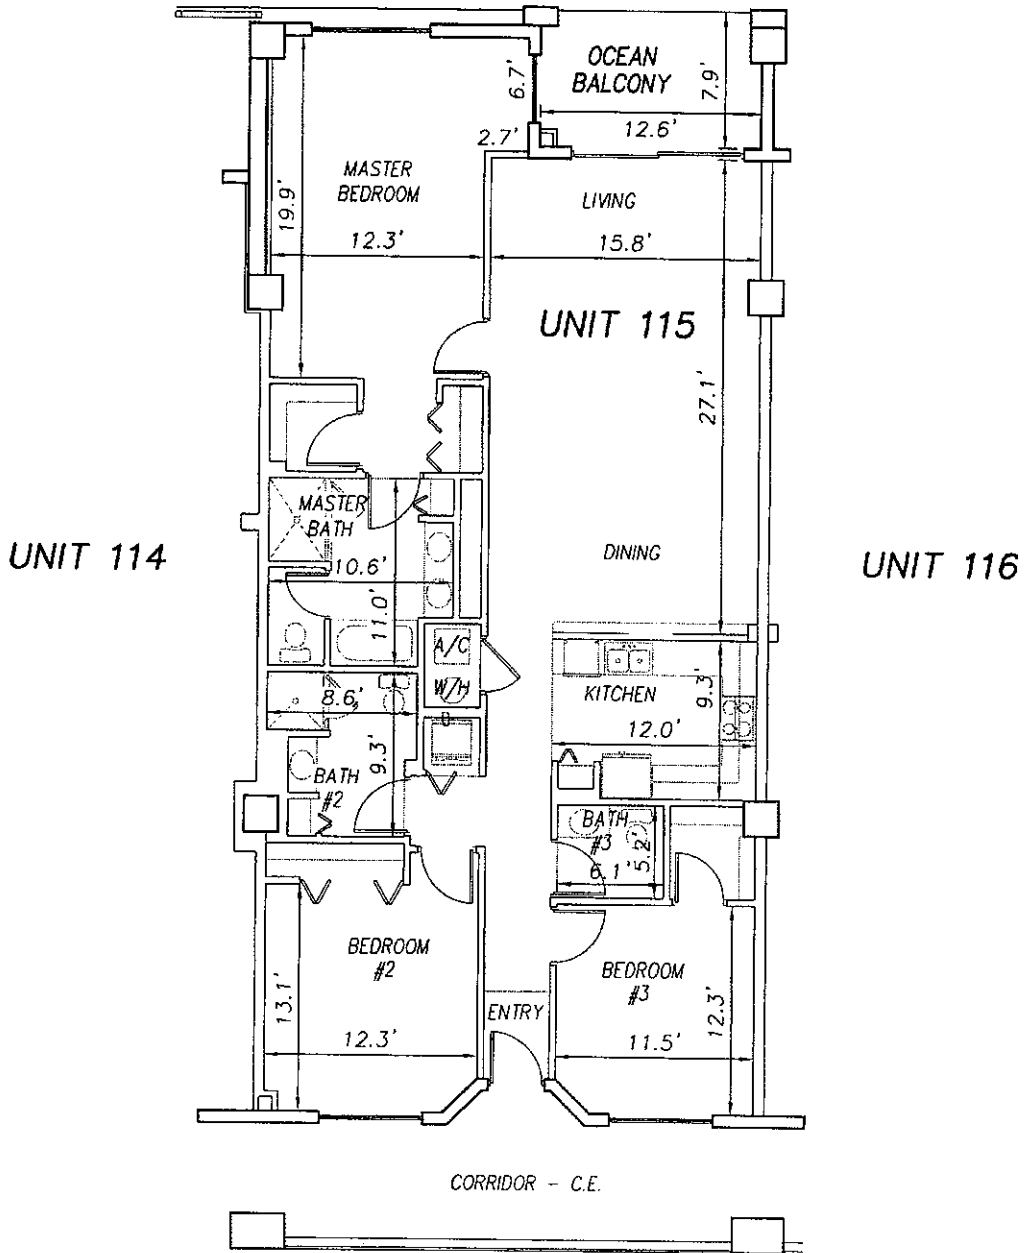 OCEAN
BALCONY
6.7'
7.9'
12.6'
2.7'
MASTER
BEDROOM
LIVING
19.9'
12.3'
15.8'
UNIT 115
27.1'
MASTER
BATH
UNIT 114
DINING
UNIT 116
10.6'
11.0'
A/C
W/H
KITCHEN
9.3'
8.6'
12.0'
9.3'
BATH
#2
BATH
#3
5.2'
6.1'
BEDROOM
#2
BEDROOM
#3
13.1'
ENTRY
12.3'
12.3'
11.5'
CORRIDOR - C.E.